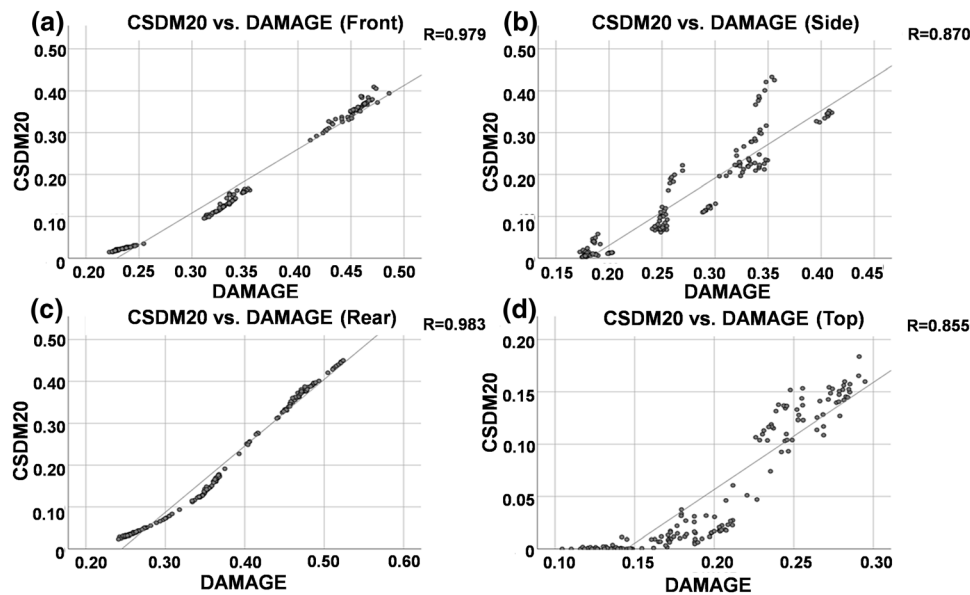 (a) CSDM20 vs. DAMAGE (Front) R=0.979
0.50
0.40
0.30
0.20
0.10
0
CSDM20
0.20 0.25 0.30 0.35 0.40 0.45 0.50
DAMAGE
(b) CSDM20 vs. DAMAGE (Side) R=0.870
0.50
0.40
0.30
0.20
0.10
0
CSDM20
0.15 0.20 0.25 0.30 0.35 0.40 0.45
DAMAGE
(c) CSDM20 vs. DAMAGE (Rear) R=0.983
0.50
0.40
0.30
0.20
0.10
0
CSDM20
0.20 0.30 0.40 0.50 0.60
DAMAGE
(d) CSDM20 vs. DAMAGE (Top) R=0.855
0.20
0.15
0.10
0.05
0
CSDM20
0.10 0.15 0.20 0.25 0.30
DAMAGE